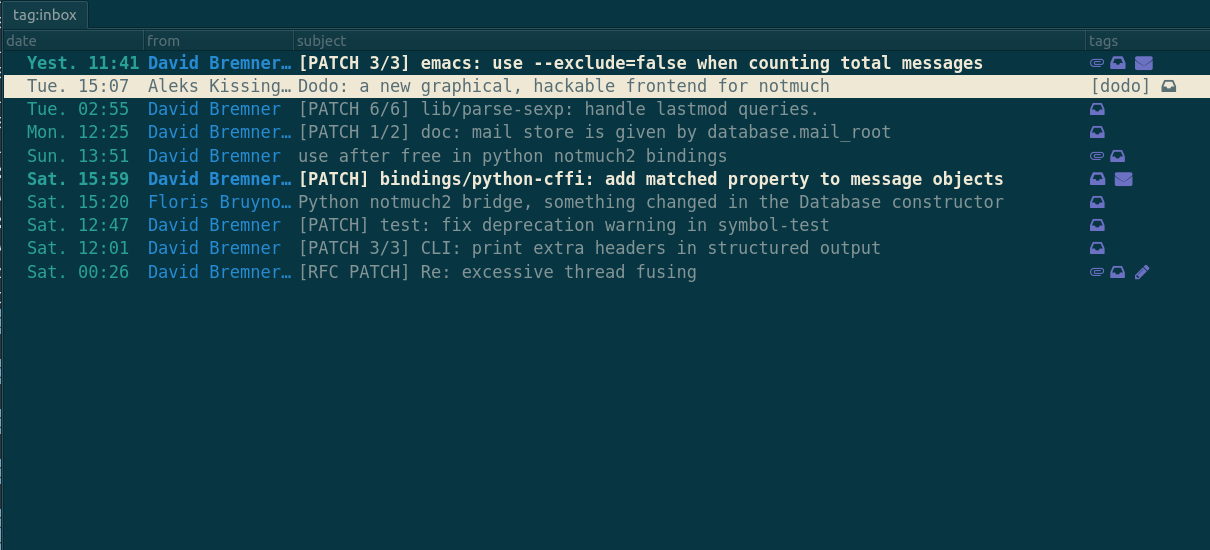 tag:inbox
date from subject tags
Yest. 11:41 David Bremner… [PATCH 3/3] emacs: use --exclude=false when counting total messages
Tue. 15:07 Aleks Kissing… Dodo: a new graphical, hackable frontend for notmuch [dodo]
Tue. 02:55 David Bremner [PATCH 6/6] lib/parse-sexp: handle lastmod queries.
Mon. 12:25 David Bremner… [PATCH 1/2] doc: mail store is given by database.mail_root
Sun. 13:51 David Bremner use after free in python notmuch2 bindings
Sat. 15:59 David Bremner… [PATCH] bindings/python-cffi: add matched property to message objects
Sat. 15:20 Floris Bruyno… Python notmuch2 bridge, something changed in the Database constructor
Sat. 12:47 David Bremner [PATCH] test: fix deprecation warning in symbol-test
Sat. 12:01 David Bremner [PATCH 3/3] CLI: print extra headers in structured output
Sat. 00:26 David Bremner… [RFC PATCH] Re: excessive thread fusing